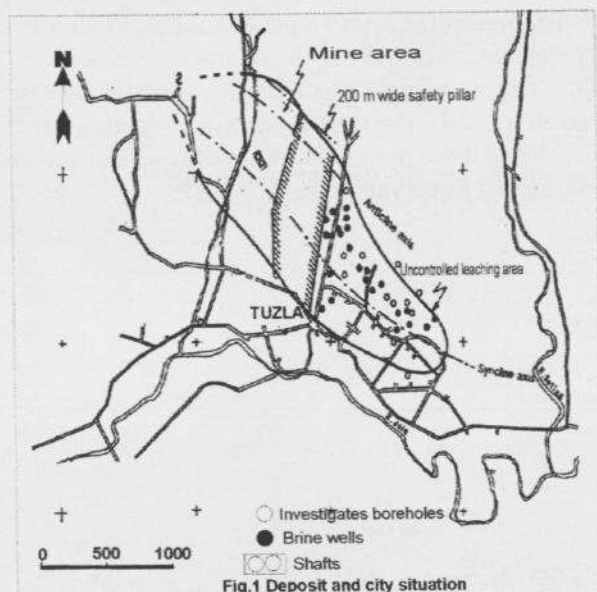 N
Mine area
200 m wide safety pillar
Anticline axis
Uncontrolled leaching area
TUZLA
Syncline axis
R. Jala
Investigates boreholes
Brine wells
Shafts
0 500 1000
Fig.1 Deposit and city situation